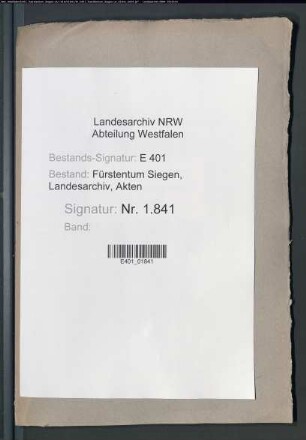 Landesarchiv NRW
Abteilung Westfalen
Bestands-Signatur: E 401
Bestand: Fürstentum Siegen,
Landesarchiv, Akten
Signatur: Nr. 1.841
Band:
E401_01841